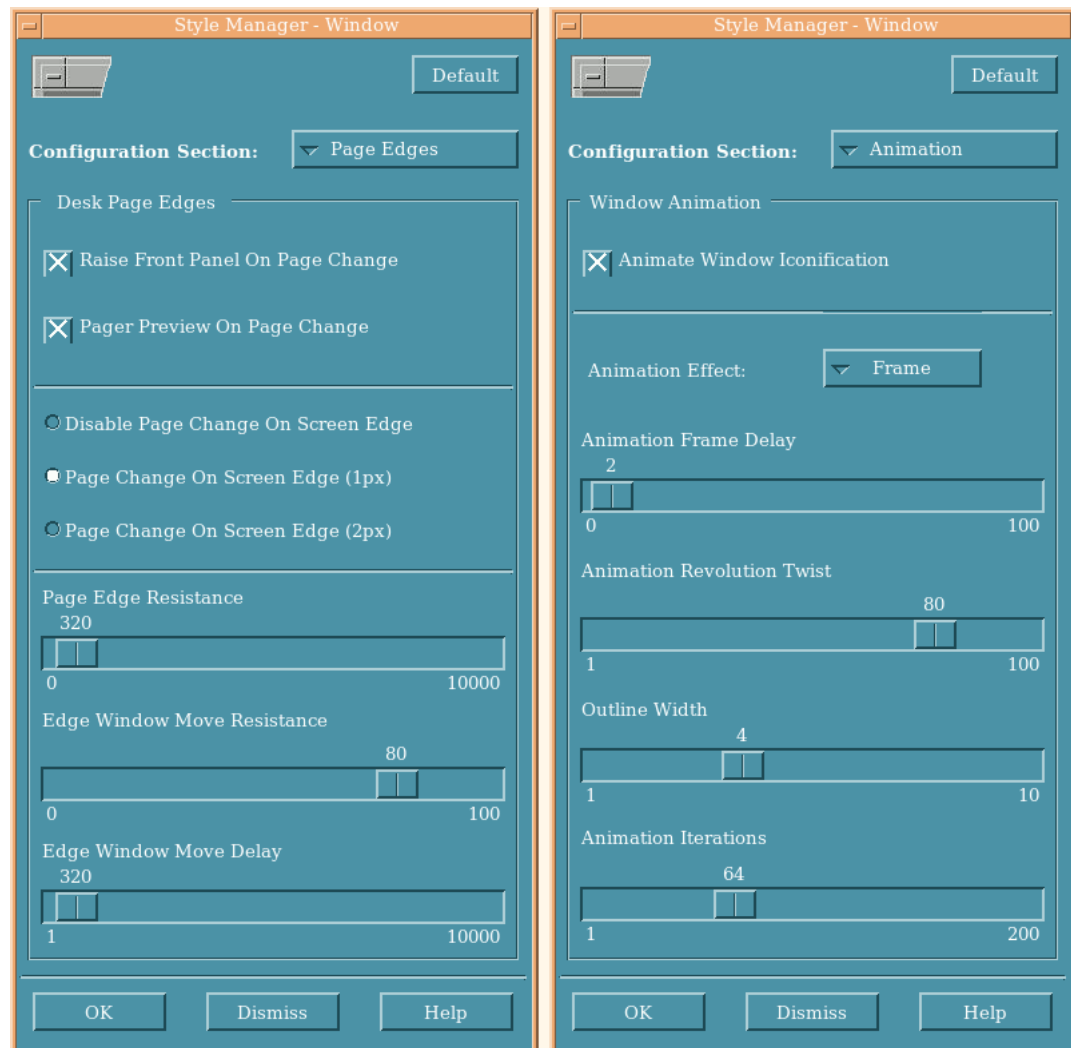 Style Manager - Window
Default
Configuration Section:
Page Edges
Desk Page Edges
Raise Front Panel On Page Change
Pager Preview On Page Change
Disable Page Change On Screen Edge
Page Change On Screen Edge (1px)
Page Change On Screen Edge (2px)
Page Edge Resistance
320
0 10000
Edge Window Move Resistance
80
0 100
Edge Window Move Delay
320
1 10000
OK Dismiss Help
Style Manager - Window
Default
Configuration Section:
Animation
Window Animation
Animate Window Iconification
Animation Effect:
Frame
Animation Frame Delay
2
0 100
Animation Revolution Twist
80
1 100
Outline Width
4
1 10
Animation Iterations
64
1 200
OK Dismiss Help